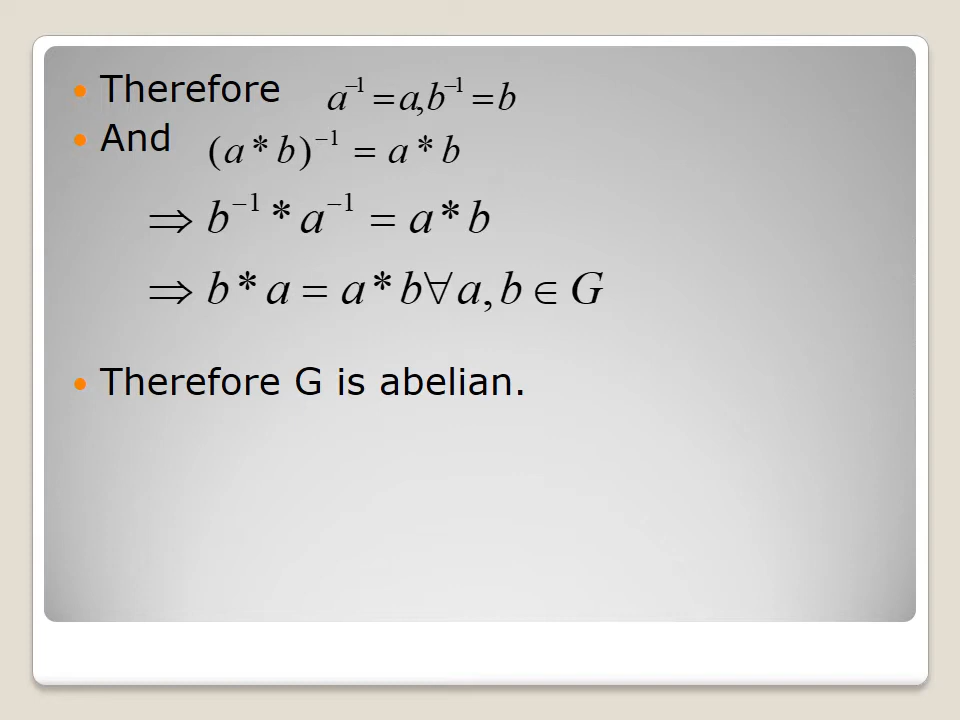 • Therefore a⁻¹ = a, b⁻¹ = b
• And (a * b)⁻¹ = a * b
⇒ b⁻¹ * a⁻¹ = a * b
⇒ b * a = a * b∀a, b ∈ G
• Therefore G is abelian.